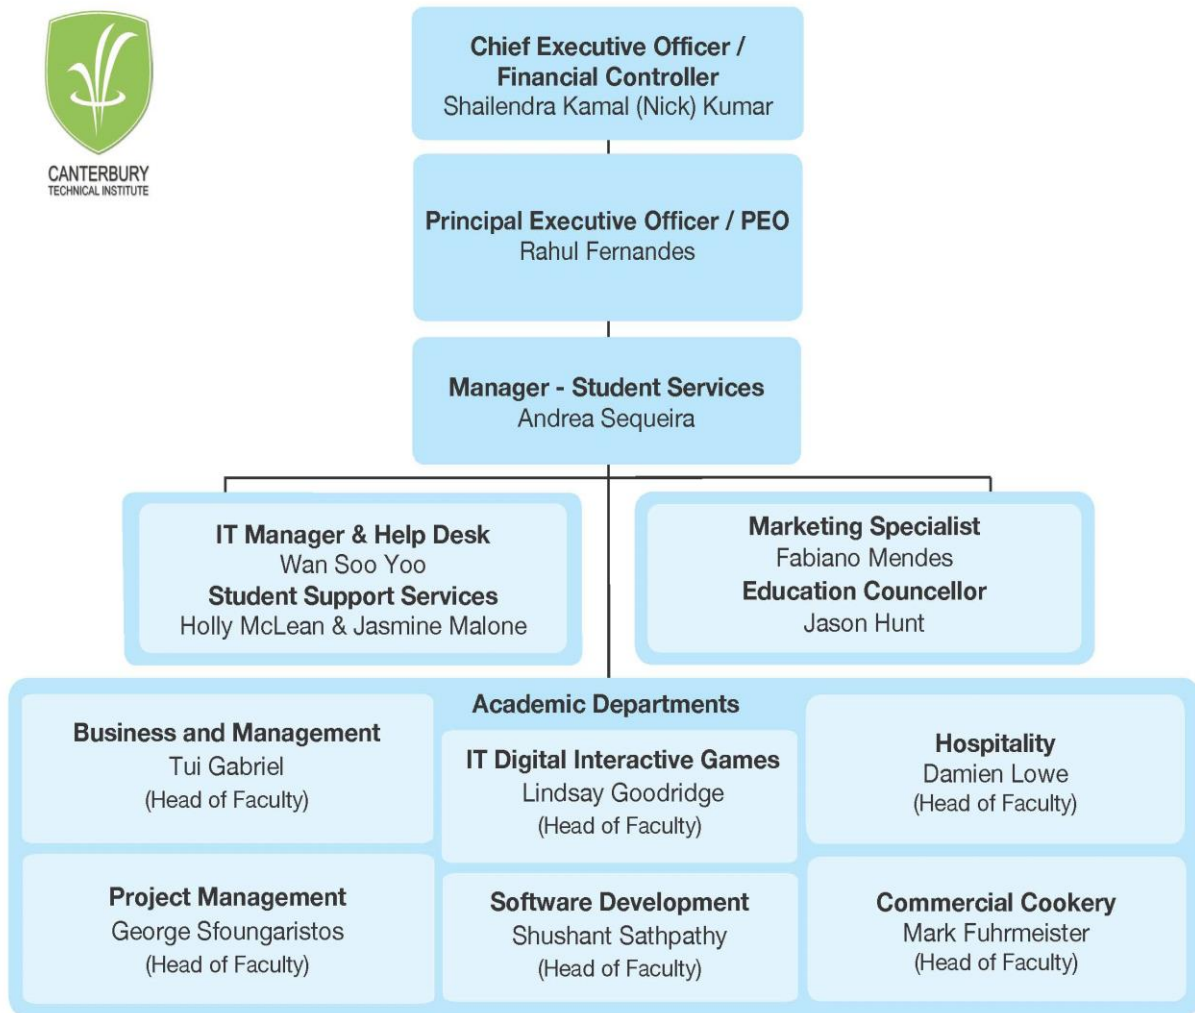 CANTERBURY
TECHNICAL INSTITUTE
Chief Executive Officer /
Financial Controller
Shailendra Kamal (Nick) Kumar
Principal Executive Officer / PEO
Rahul Fernandes
Manager - Student Services
Andrea Sequeira
IT Manager & Help Desk
Wan Soo Yoo
Student Support Services
Holly McLean & Jasmine Malone
Marketing Specialist
Fabiano Mendes
Education Councellor
Jason Hunt
Academic Departments
Business and Management
Tui Gabriel
(Head of Faculty)
IT Digital Interactive Games
Lindsay Goodridge
(Head of Faculty)
Hospitality
Damien Lowe
(Head of Faculty)
Project Management
George Sfoungaristos
(Head of Faculty)
Software Development
Shushant Sathpathy
(Head of Faculty)
Commercial Cookery
Mark Fuhrmeister
(Head of Faculty)